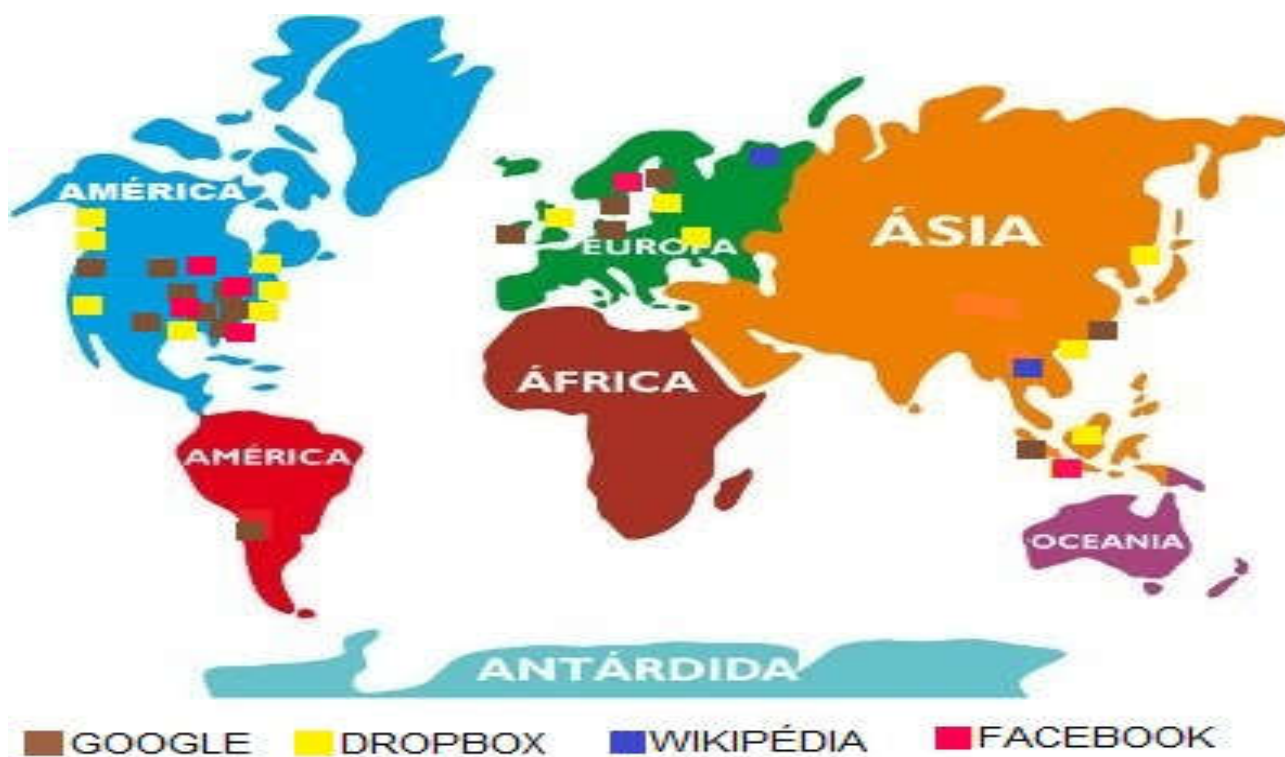 AMÉRICA
ÁSIA
EUROPA
ÁFRICA
AMÉRICA
OCEANIA
ANTÁRDIDA
GOOGLE DROPBOX WIKIPÉDIA FACEBOOK